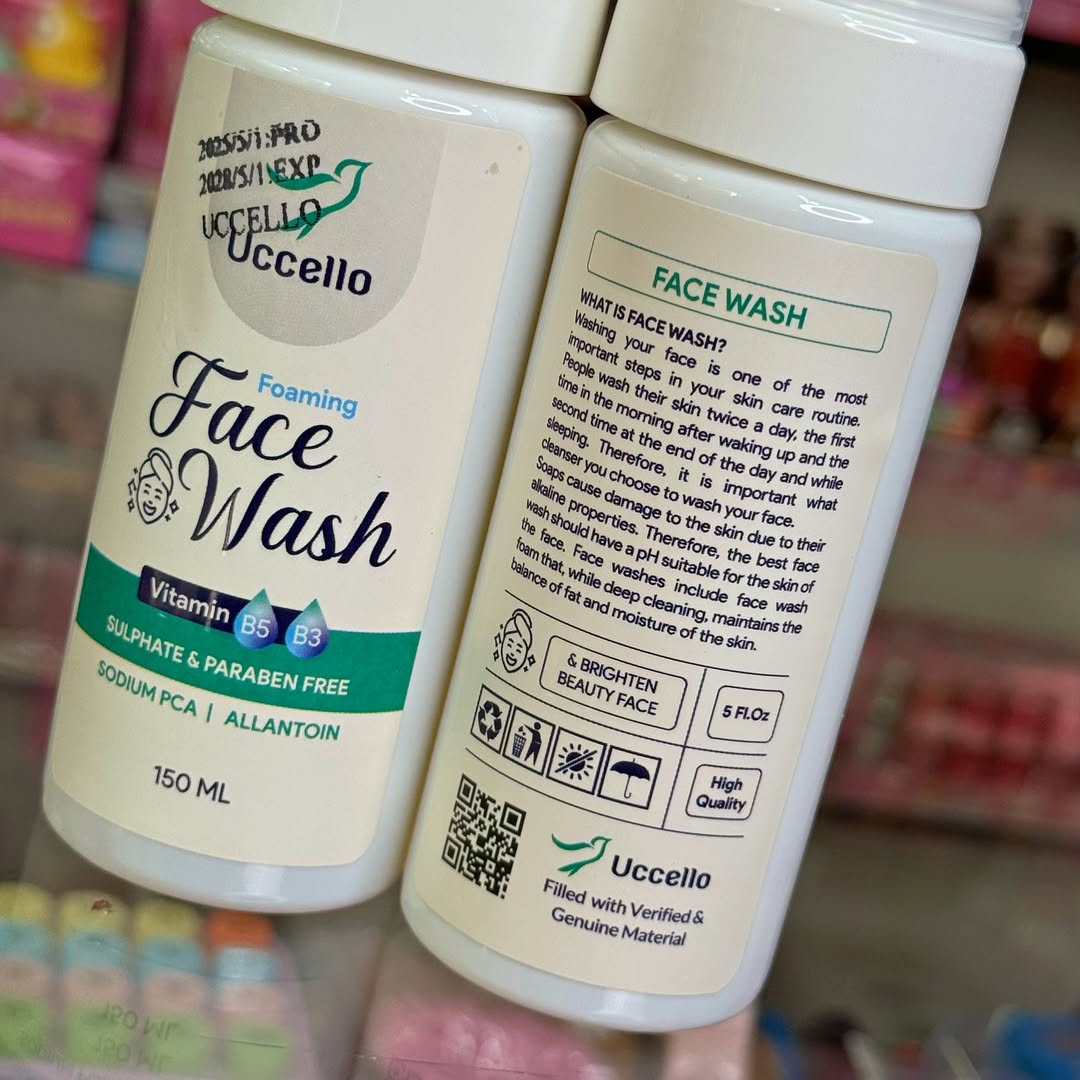 2025/5/1:PRO
2028/5/1:EXP
UCCELLO
Uccello
Foaming
Face
Wash
Vitamin B5 B3
SULPHATE & PARABEN FREE
SODIUM PCA | ALLANTOIN
150 ML
FACE WASH
WHAT IS FACE WASH?
Washing your face is one of the most
important steps in your skin care routine.
People wash their skin twice a day, the first
time in the morning after waking up and the
second time at the end of the day and while
sleeping. Therefore, it is important what
cleanser you choose to wash your face.
Soaps cause damage to the skin due to their
alkaline properties. Therefore, the best face
wash should have a pH suitable for the skin of
the face. Face washes include face wash
foam that, while deep cleaning, maintains the
balance of fat and moisture of the skin.
& BRIGHTEN
BEAUTY FACE
5 Fl.Oz
High
Quality
Uccello
Filled with Verified &
Genuine Material
150 ML
150 ML